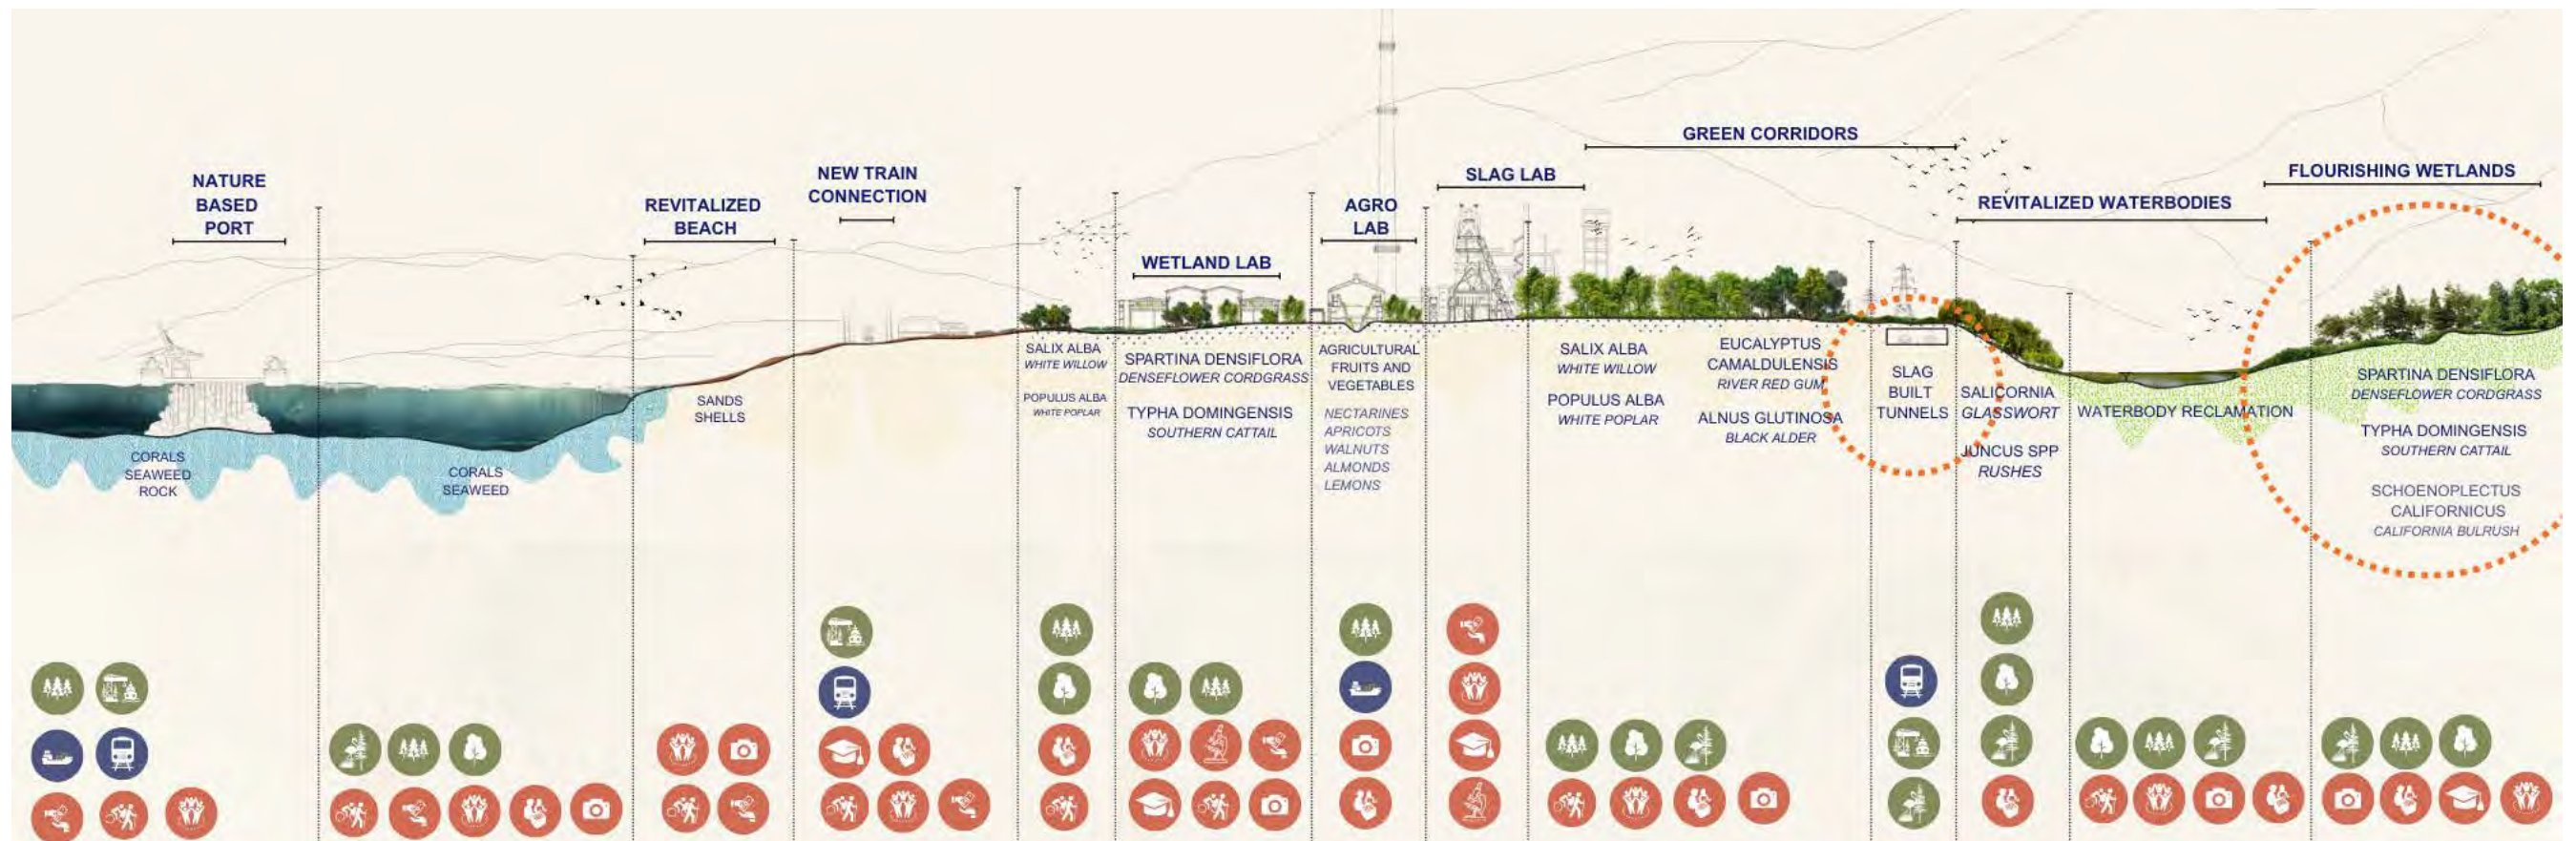 NATURE
BASED
PORT
REVITALIZED
BEACH
NEW TRAIN
CONNECTION
WETLAND LAB
AGRO
LAB
SLAG LAB
GREEN CORRIDORS
REVITALIZED WATERBODIES
FLOURISHING WETLANDS
CORALS
SEAWEED
ROCK
CORALS
SEAWEED
SANDS
SHELLS
SALIX ALBA
WHITE WILLOW
POPULUS ALBA
WHITE POPLAR
SPARTINA DENSIFLORA
DENSEFLOWER CORDGRASS
TYPHA DOMINGENSIS
SOUTHERN CATTAIL
AGRICULTURAL
FRUITS AND
VEGETABLES
NECTARINES
APRICOTS
WALNUTS
ALMONDS
LEMONS
SALIX ALBA
WHITE WILLOW
POPULUS ALBA
WHITE POPLAR
EUCALYPTUS
CAMALDULENSIS
RIVER RED GUM
ALNUS GLUTINOSA
BLACK ALDER
SLAG
BUILT
TUNNELS
SALICORNIA
GLASSWORT
JUNCUS SPP
RUSHES
WATERBODY RECLAMATION
SPARTINA DENSIFLORA
DENSEFLOWER CORDGRASS
TYPHA DOMINGENSIS
SOUTHERN CATTAIL
SCHOENOPLECTUS
CALIFORNICUS
CALIFORNIA BULRUSH